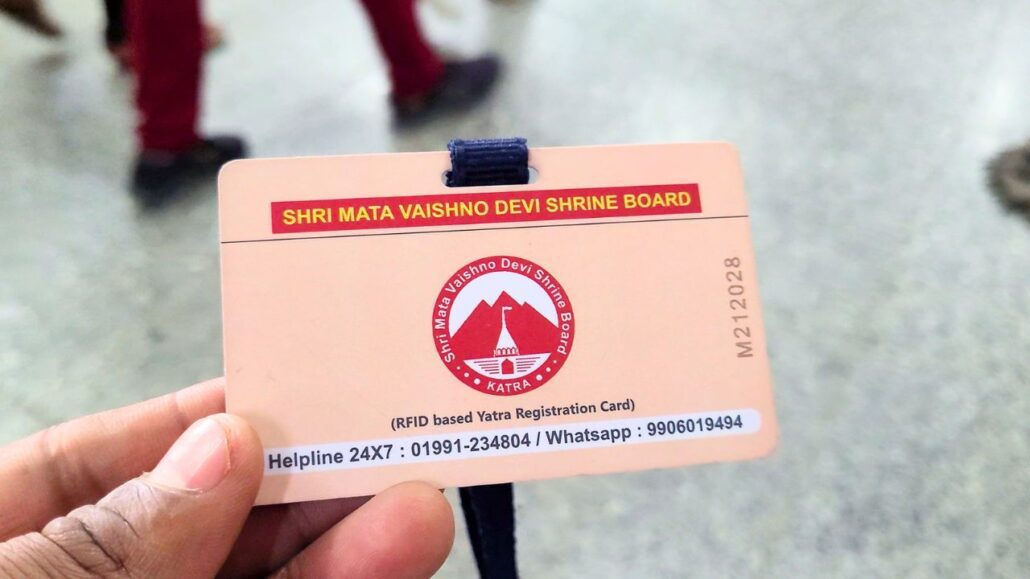 SHRI MATA VAISHNO DEVI SHRINE BOARD
Shri Mata Vaishno Devi Shrine Board
KATRA
M212028
(RFID based Yatra Registration Card)
Helpline 24X7 : 01991-234804 / Whatsapp : 9906019494